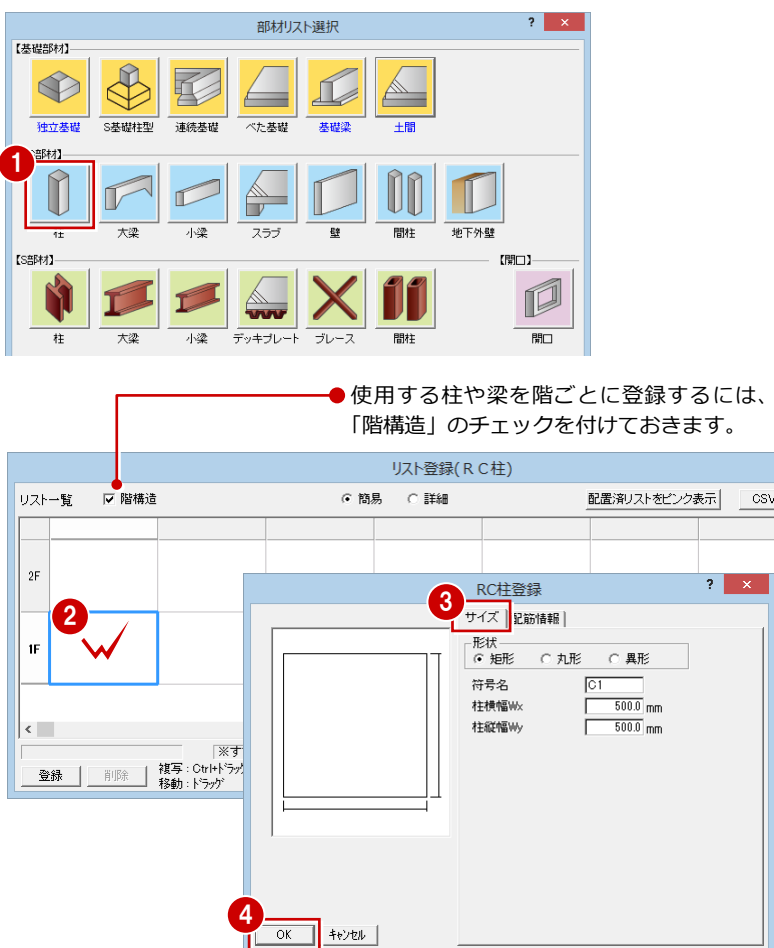 部材リスト選択 ? ×
【基礎部材】
独立基礎 S基礎柱型 連続基礎 べた基礎 基礎梁 土間
1
部材】
柱 大梁 小梁 スラブ 壁 間柱 地下外壁
【S部材】 【開口】
柱 大梁 小梁 デッキプレート ブレース 間柱 開口
使用する柱や梁を階ごとに登録するには、
「階構造」のチェックを付けておきます。
リスト登録(RC柱)
リスト一覧 階構造 簡易 詳細 配置済リストをピンク表示 CSV
2F
1F
2
※す
登録 削除 複写:Ctrl+ドラッグ
移動:ドラッグ
RC柱登録 ? ×
3
サイズ 配筋情報
形状
矩形 丸形 異形
符号名 C1
柱横幅Wx 500.0 mm
柱縦幅Wy 500.0 mm
4
OK キャンセル